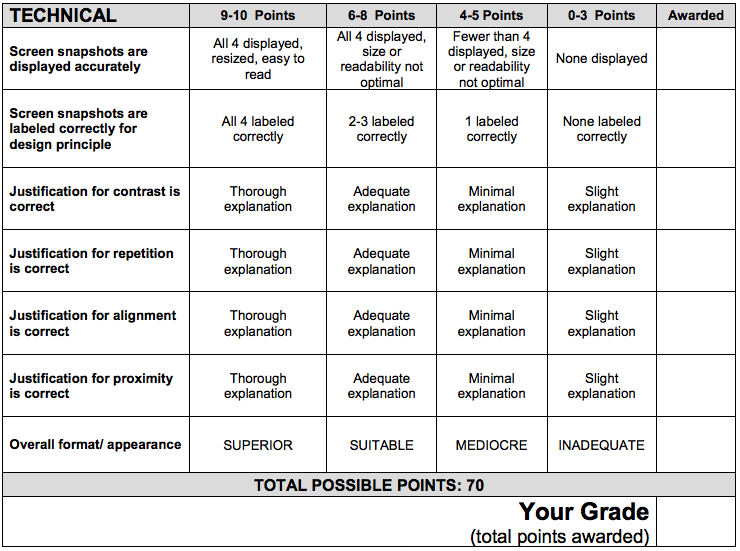 TECHNICAL 9-10 Points 6-8 Points 4-5 Points 0-3 Points Awarded
Screen snapshots are
displayed accurately
All 4 displayed,
resized, easy to
read
All 4 displayed,
size or
readability not
optimal
Fewer than 4
displayed, size
or readability
not optimal
None displayed
Screen snapshots are
labeled correctly for
design principle
All 4 labeled
correctly
2-3 labeled
correctly
1 labeled
correctly
None labeled
correctly
Justification for contrast is
correct
Thorough
explanation
Adequate
explanation
Minimal
explanation
Slight
explanation
Justification for repetition
is correct
Thorough
explanation
Adequate
explanation
Minimal
explanation
Slight
explanation
Justification for alignment
is correct
Thorough
explanation
Adequate
explanation
Minimal
explanation
Slight
explanation
Justification for proximity
is correct
Thorough
explanation
Adequate
explanation
Minimal
explanation
Slight
explanation
Overall format/ appearance
SUPERIOR
SUITABLE
MEDIOCRE
INADEQUATE
TOTAL POSSIBLE POINTS: 70
Your Grade
(total points awarded)